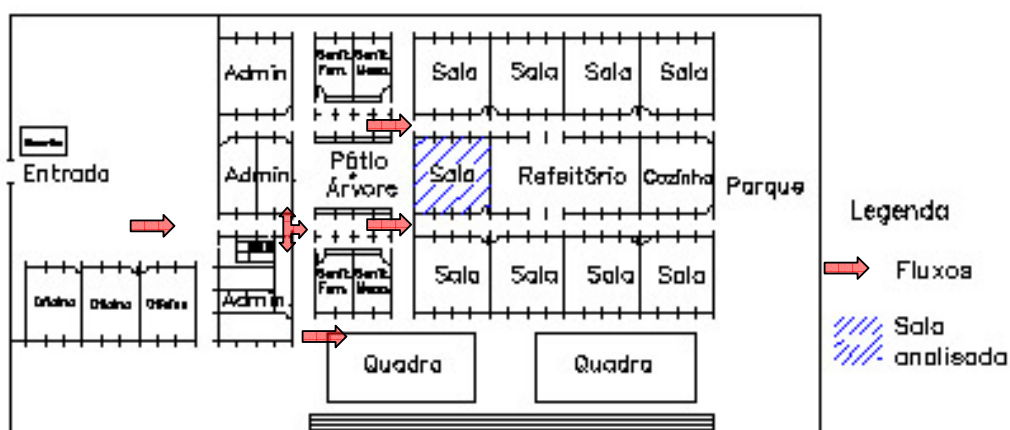 Admin
Sanit. Sanit.
Fem. Masc.
Sala Sala Sala Sala
Entrada
Admin.
Pátio
Árvore
Sala
Refeitório
Cozinha
Parque
Legenda
Fluxos
Sala
analisada
Oficina Oficina Oficina
Admin.
Sanit. Sanit.
Fem. Masc.
Sala Sala Sala Sala
Quadra Quadra